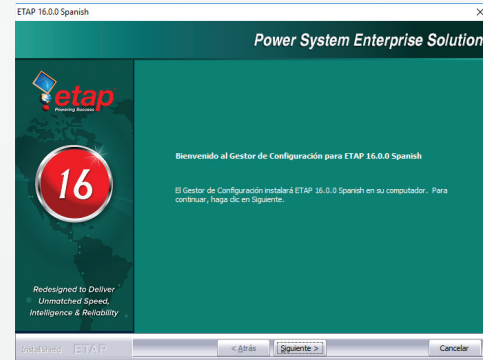 ETAP 16.0.0 Spanish
Power System Enterprise Solution
etap
Powering Success
16
Bienvenido al Gestor de Configuración para ETAP 16.0.0 Spanish
El Gestor de Configuración instalará ETAP 16.0.0 Spanish en su computador. Para
continuar, haga clic en Siguiente.
Redesigned to Deliver
Unmatched Speed,
Intelligence & Reliability
InstallShield ETAP
< Atrás
Siguiente >
Cancelar